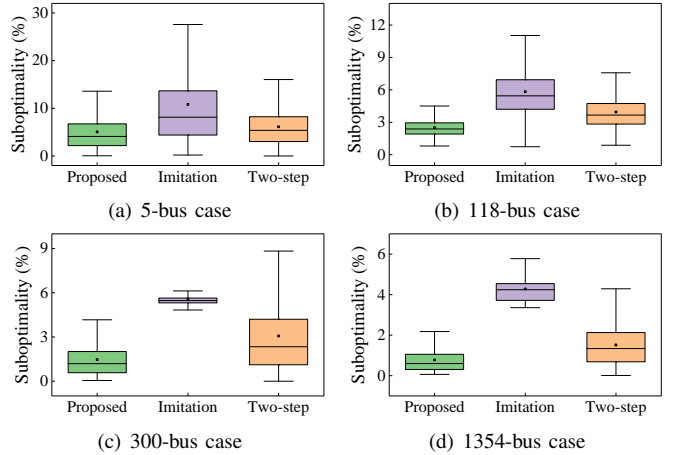 Suboptimality (%)
30
20
10
0
Proposed Imitation Two-step
(a) 5-bus case
Suboptimality (%)
12
9
6
3
0
Proposed Imitation Two-step
(b) 118-bus case
Suboptimality (%)
9
6
3
0
Proposed Imitation Two-step
(c) 300-bus case
Suboptimality (%)
6
4
2
0
Proposed Imitation Two-step
(d) 1354-bus case